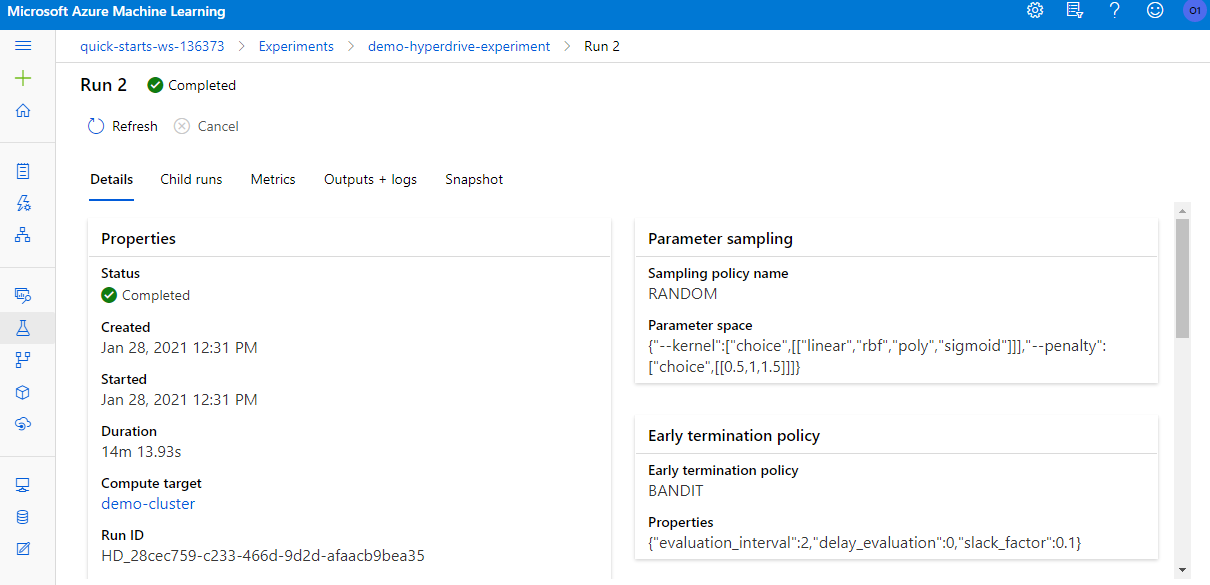 Microsoft Azure Machine Learning
O1
quick-starts-ws-136373 > Experiments > demo-hyperdrive-experiment > Run 2
Run 2 Completed
Refresh Cancel
Details Child runs Metrics Outputs + logs Snapshot
Properties
Status
Completed
Created
Jan 28, 2021 12:31 PM
Started
Jan 28, 2021 12:31 PM
Duration
14m 13.93s
Compute target
demo-cluster
Run ID
HD_28cec759-c233-466d-9d2d-afaacb9bea35
Parameter sampling
Sampling policy name
RANDOM
Parameter space
{"--kernel":["choice",[["linear","rbf","poly","sigmoid"]]],"--penalty":
["choice",[[0.5,1,1.5]]]}
Early termination policy
Early termination policy
BANDIT
Properties
{"evaluation_interval":2,"delay_evaluation":0,"slack_factor":0.1}